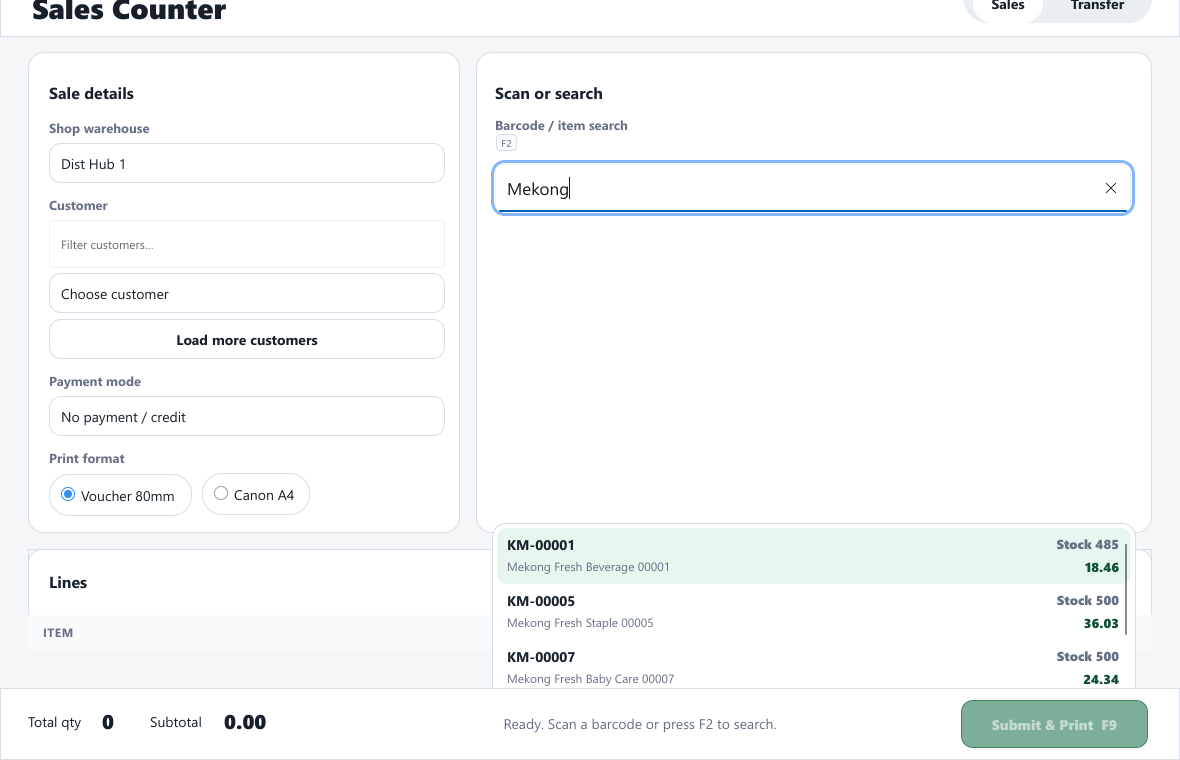 Sales Counter
Sales
Transfer
Sale details
Shop warehouse
Dist Hub 1
Customer
Filter customers...
Choose customer
Load more customers
Payment mode
No payment / credit
Print format
Voucher 80mm
Canon A4
Scan or search
Barcode / item search
F2
Mekong
KM-00001
Stock 485
Mekong Fresh Beverage 00001
18.46
KM-00005
Stock 500
Mekong Fresh Staple 00005
36.03
KM-00007
Stock 500
Mekong Fresh Baby Care 00007
24.34
Lines
ITEM
Total qty 0
Subtotal 0.00
Ready. Scan a barcode or press F2 to search.
Submit & Print F9